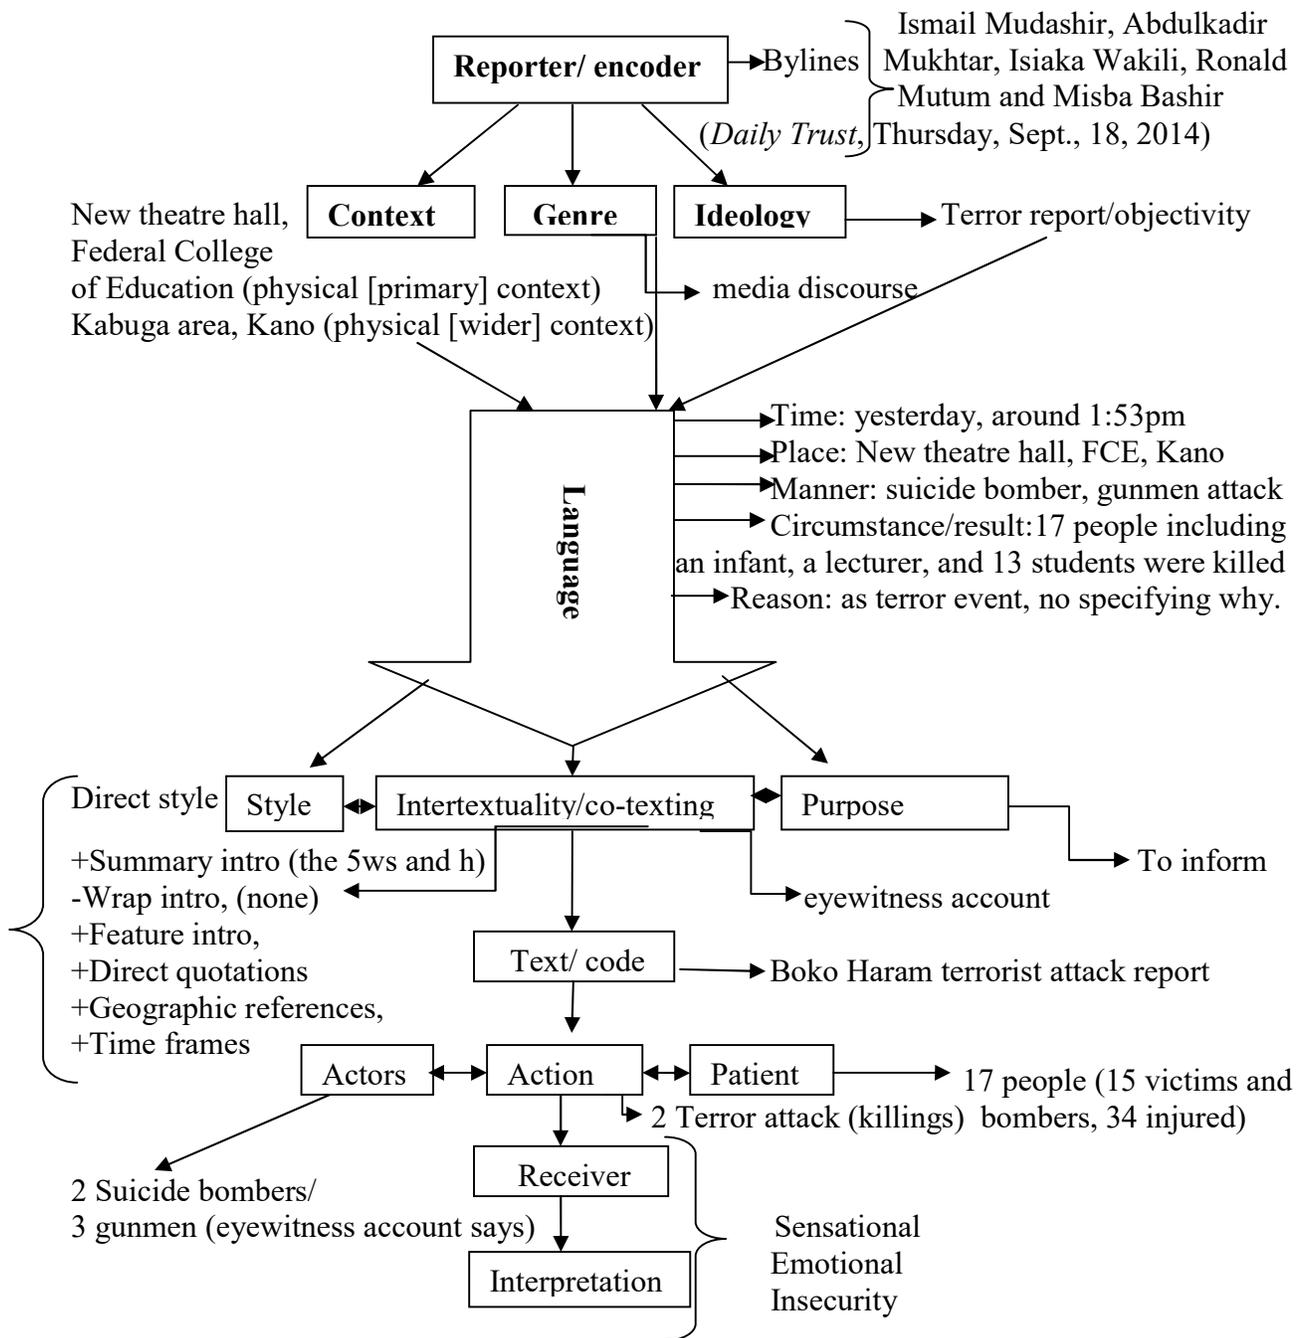 Ismail Mudashir, Abdulkadir
Reporter/ encoder
Bylines
Mukhtar, Isiaka Wakili, Ronald
Mutum and Misba Bashir
(Daily Trust, Thursday, Sept., 18, 2014)
New theatre hall,
Context
Genre
Ideology
Terror report/objectivity
Federal College
of Education (physical [primary] context)
media discourse
Kabuga area, Kano (physical [wider] context)
Language
Time: yesterday, around 1:53pm
Place: New theatre hall, FCE, Kano
Manner: suicide bomber, gunmen attack
Circumstance/result:17 people including
an infant, a lecturer, and 13 students were killed
Reason: as terror event, no specifying why.
Direct style
Style
Intertextuality/co-texting
Purpose
+Summary intro (the 5ws and h)
To inform
-Wrap intro, (none)
eyewitness account
+Feature intro,
+Direct quotations
Text/ code
Boko Haram terrorist attack report
+Geographic references,
+Time frames
Actors
Action
Patient
17 people (15 victims and
2 Terror attack (killings)
bombers, 34 injured)
Receiver
2 Suicide bombers/
3 gunmen (eyewitness account says)
Interpretation
Sensational
Emotional
Insecurity